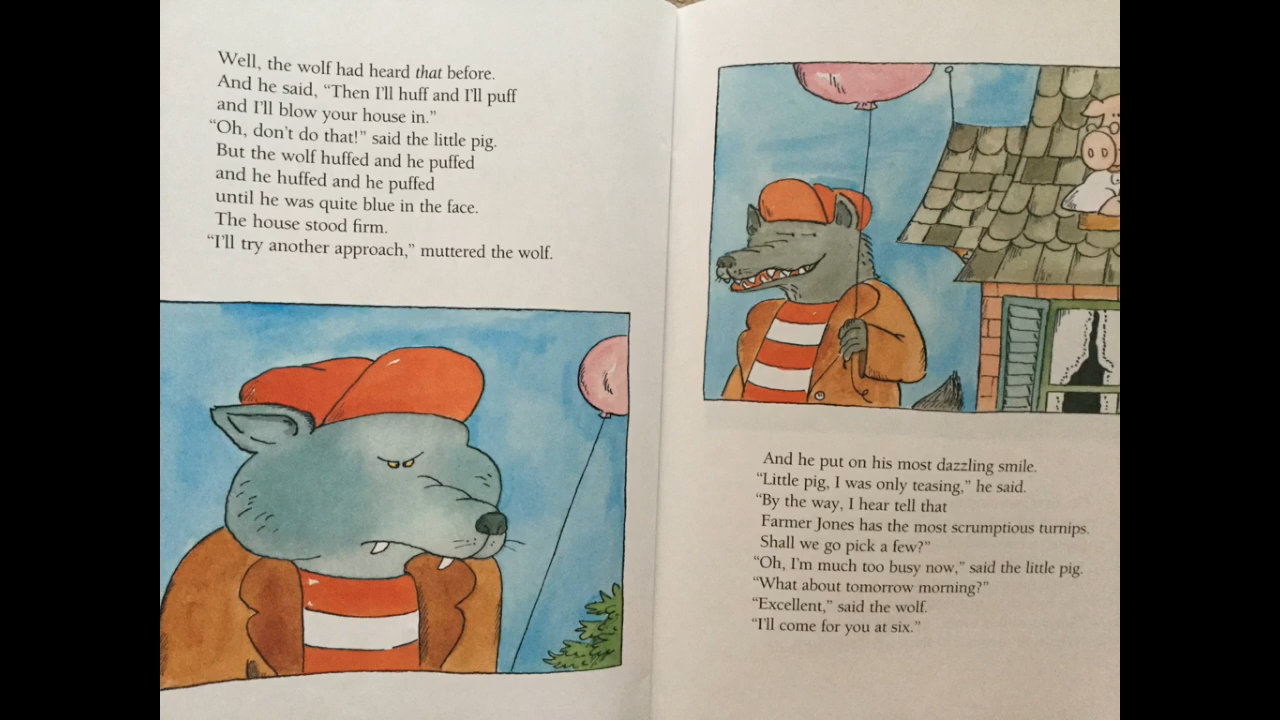 Well, the wolf had heard that before.
And he said, “Then I'll huff and I'll puff
and I'll blow your house in.”
“Oh, don't do that!” said the little pig.
But the wolf huffed and he puffed
and he huffed and he puffed
until he was quite blue in the face.
The house stood firm.
“I'll try another approach,” muttered the wolf.
And he put on his most dazzling smile.
“Little pig, I was only teasing,” he said.
“By the way, I hear tell that
Farmer Jones has the most scrumptious turnips.
Shall we go pick a few?”
“Oh, I'm much too busy now,” said the little pig.
“What about tomorrow morning?”
“Excellent,” said the wolf.
“I'll come for you at six.”